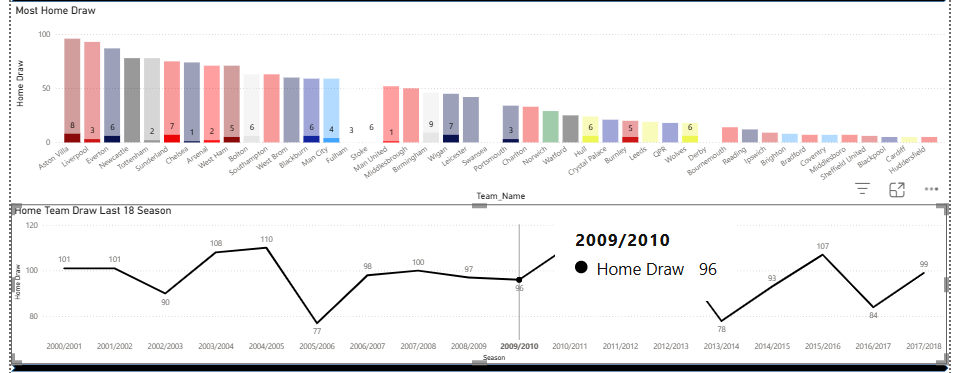 Most Home Draw
100
50
0
Home Draw
8 3 6 2 7 1 2 5 6 6 4 3 6 1 9 7 3 6 5 6
Aston Villa Liverpool Everton Newcastle Tottenham Sunderland Chelsea Arsenal West Ham Bolton Southampton West Brom Blackburn Man City Fulham Stoke Man United Middlesbrough Birmingham Wigan Leicester Swansea Portsmouth Charlton Norwich Watford Hull Crystal Palace Burnley Leeds QPR Wolves Derby Bournemouth Reading Ipswich Brighton Bradford Coventry Middlesboro Sheffield United Blackpool Cardiff Huddersfield
Team_Name
Home Team Draw Last 18 Season
120
100
80
Home Draw
101 101 90 108 110 77 98 100 97 96 78 93 107 84 99
2009/2010
Home Draw 96
2000/2001 2001/2002 2002/2003 2003/2004 2004/2005 2005/2006 2006/2007 2007/2008 2008/2009 2009/2010 2010/2011 2011/2012 2012/2013 2013/2014 2014/2015 2015/2016 2016/2017 2017/2018
Season